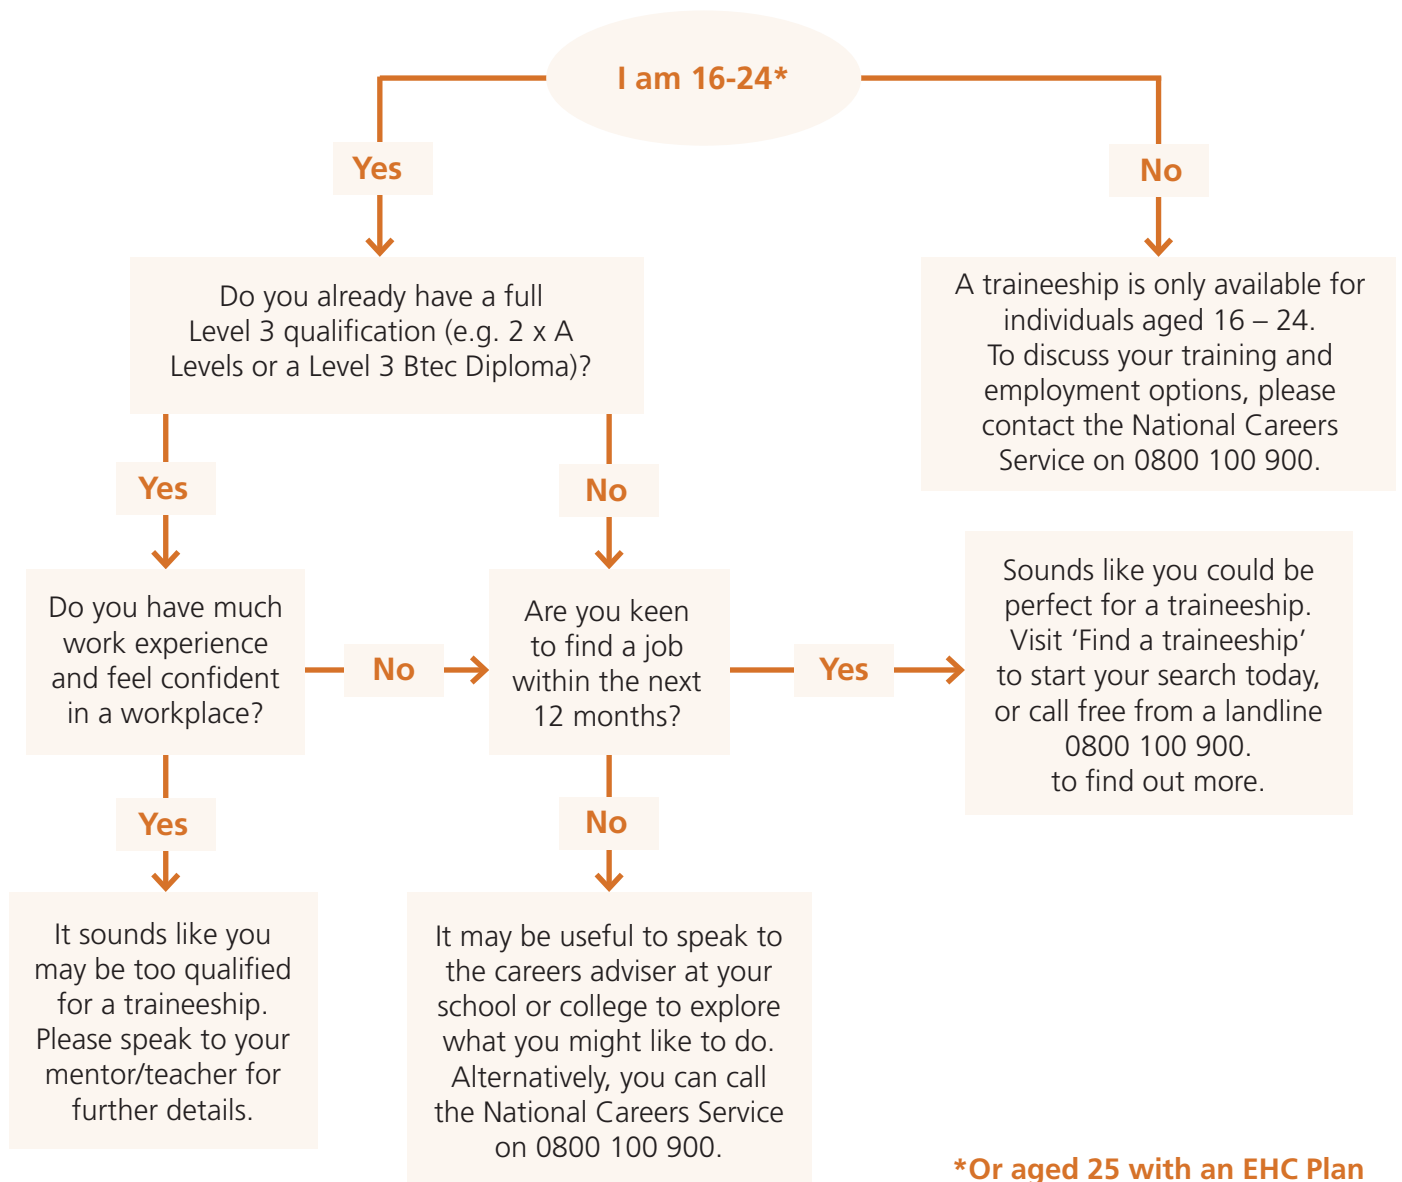 I am 16-24*
Yes
No
Do you already have a full
Level 3 qualification (e.g. 2 x A
Levels or a Level 3 Btec Diploma)?
A traineeship is only available for
individuals aged 16 – 24.
To discuss your training and
employment options, please
contact the National Careers
Service on 0800 100 900.
Yes
No
Do you have much
work experience
and feel confident
in a workplace?
No
Are you keen
to find a job
within the next
12 months?
Yes
Sounds like you could be
perfect for a traineeship.
Visit ‘Find a traineeship’
to start your search today,
or call free from a landline
0800 100 900.
to find out more.
Yes
No
It sounds like you
may be too qualified
for a traineeship.
Please speak to your
mentor/teacher for
further details.
It may be useful to speak to
the careers adviser at your
school or college to explore
what you might like to do.
Alternatively, you can call
the National Careers Service
on 0800 100 900.
*Or aged 25 with an EHC Plan